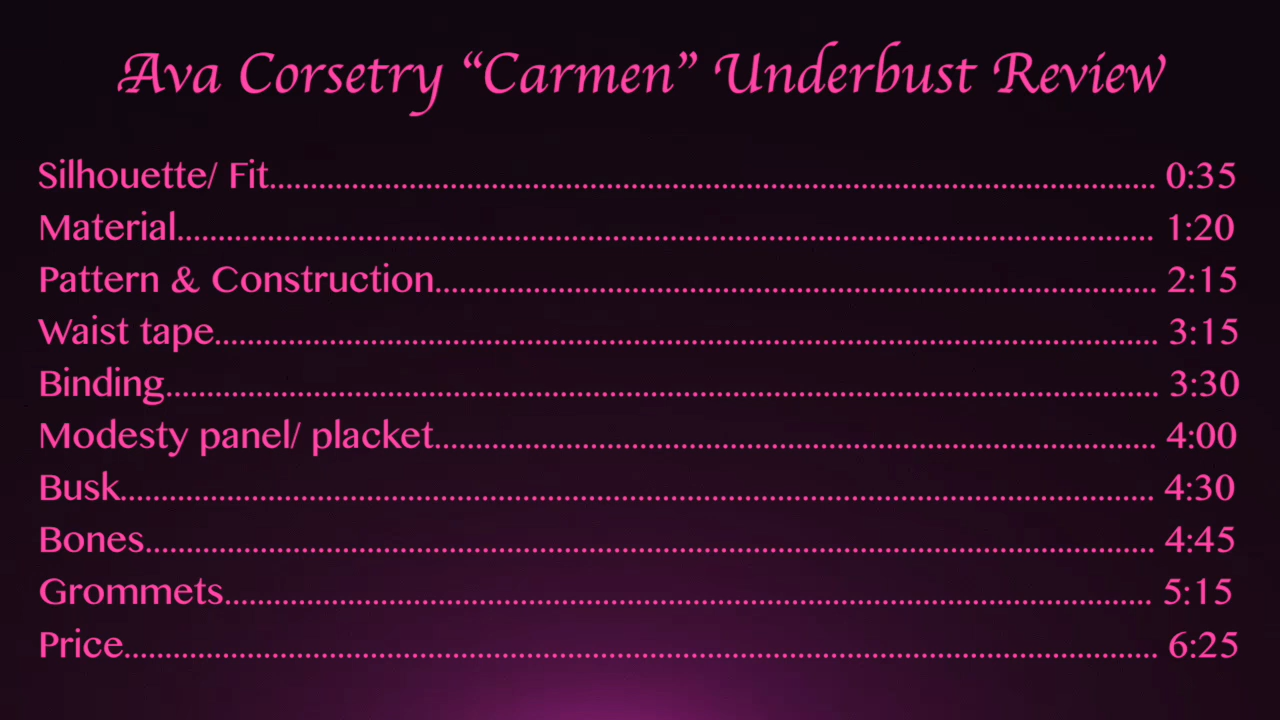 Ava Corsetry “Carmen” Underbust Review
Silhouette/ Fit........................................................................................................ 0:35
Material................................................................................................................... 1:20
Pattern & Construction..................................................................................... 2:15
Waist tape.............................................................................................................. 3:15
Binding.................................................................................................................... 3:30
Modesty panel/ placket..................................................................................... 4:00
Busk......................................................................................................................... 4:30
Bones...................................................................................................................... 4:45
Grommets............................................................................................................. 5:15
Price......................................................................................................................... 6:25